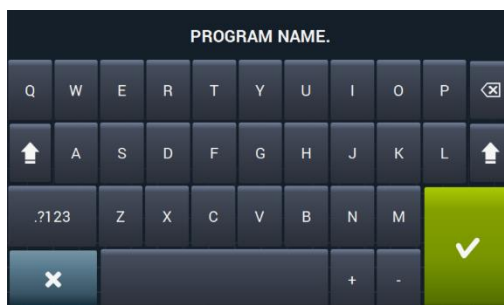 PROGRAM NAME.
Q W E R T Y U I O P
A S D F G H J K L
.?123 Z X C V B N M
+ -